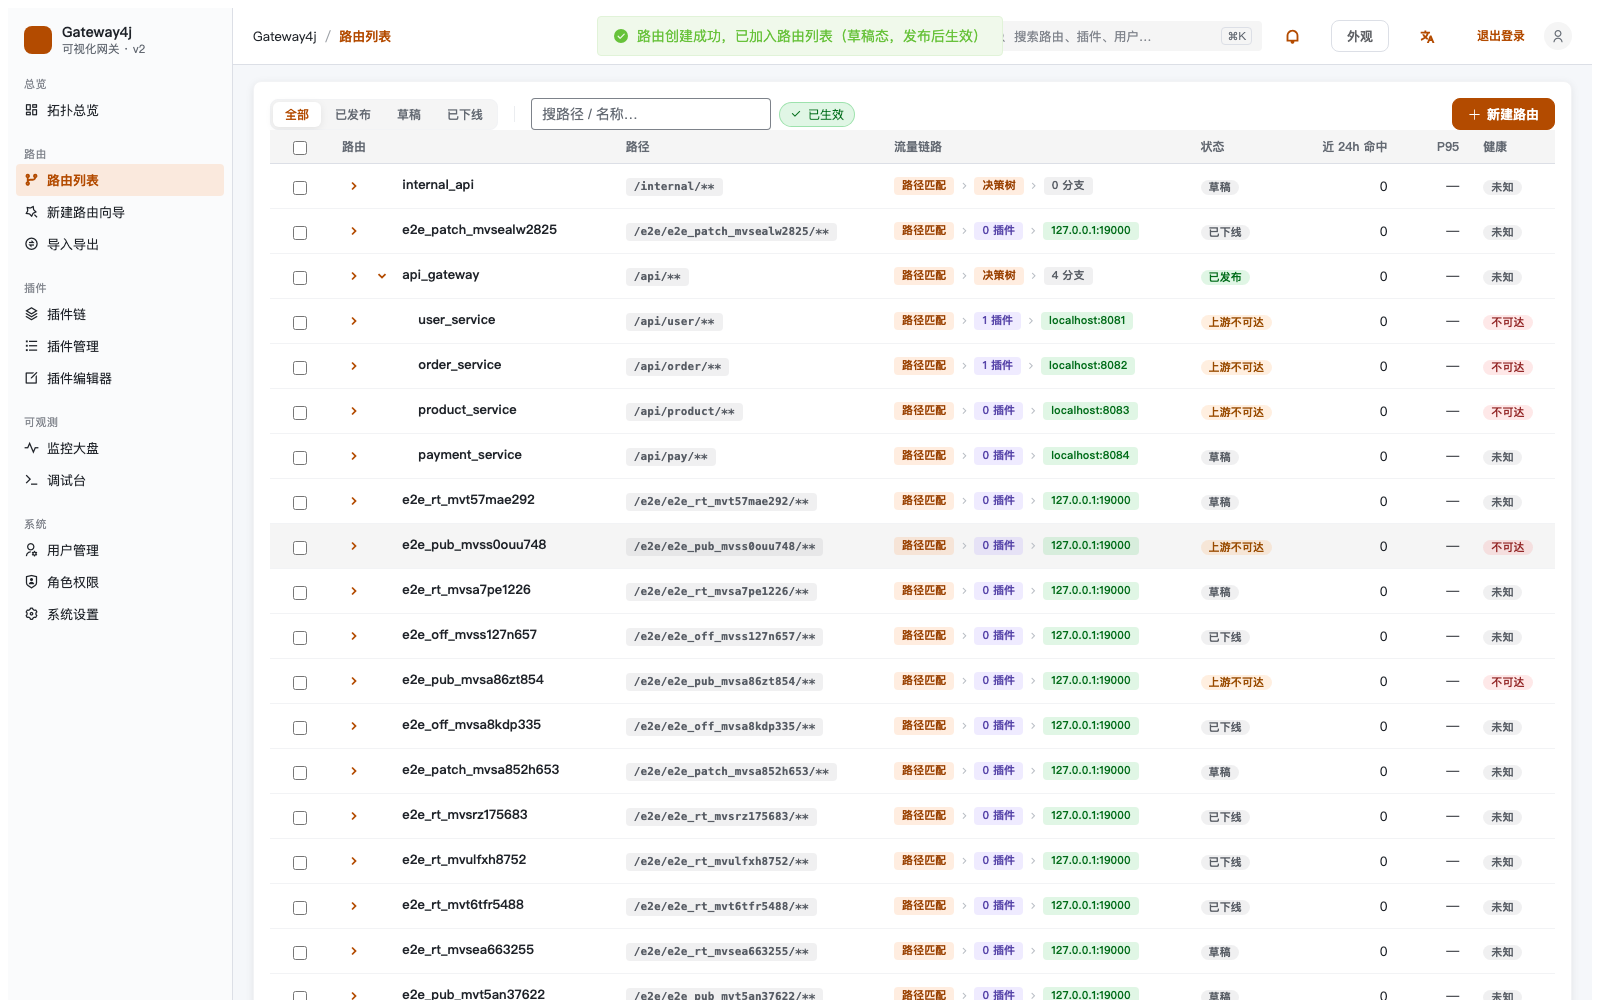 Gateway4j
可视化网关 · v2
总览
拓扑总览
路由
路由列表
新建路由向导
导入导出
插件
插件链
插件管理
插件编辑器
可观测
监控大盘
调试台
系统
用户管理
角色权限
系统设置
Gateway4j / 路由列表
路由创建成功，已加入路由列表（草稿态，发布后生效）
搜索路由、插件、用户... ⌘K
外观
退出登录
全部 已发布 草稿 已下线
搜路径 / 名称...
已生效
新建路由
路由 路径 流量链路 状态 近 24h 命中 P95 健康
internal_api /internal/** 路径匹配 决策树 0 分支 草稿 0 — 未知
e2e_patch_mvsealw2825 /e2e/e2e_patch_mvsealw2825/** 路径匹配 0 插件 127.0.0.1:19000 已下线 0 — 未知
api_gateway /api/** 路径匹配 决策树 4 分支 已发布 0 — 未知
user_service /api/user/** 路径匹配 1 插件 localhost:8081 上游不可达 0 — 不可达
order_service /api/order/** 路径匹配 1 插件 localhost:8082 上游不可达 0 — 不可达
product_service /api/product/** 路径匹配 0 插件 localhost:8083 上游不可达 0 — 不可达
payment_service /api/pay/** 路径匹配 0 插件 localhost:8084 草稿 0 — 未知
e2e_rt_mvt57mae292 /e2e/e2e_rt_mvt57mae292/** 路径匹配 0 插件 127.0.0.1:19000 草稿 0 — 未知
e2e_pub_mvss0ouu748 /e2e/e2e_pub_mvss0ouu748/** 路径匹配 0 插件 127.0.0.1:19000 上游不可达 0 — 不可达
e2e_rt_mvsa7pe1226 /e2e/e2e_rt_mvsa7pe1226/** 路径匹配 0 插件 127.0.0.1:19000 草稿 0 — 未知
e2e_off_mvss127n657 /e2e/e2e_off_mvss127n657/** 路径匹配 0 插件 127.0.0.1:19000 已下线 0 — 未知
e2e_pub_mvsa86zt854 /e2e/e2e_pub_mvsa86zt854/** 路径匹配 0 插件 127.0.0.1:19000 上游不可达 0 — 不可达
e2e_off_mvsa8kdp335 /e2e/e2e_off_mvsa8kdp335/** 路径匹配 0 插件 127.0.0.1:19000 已下线 0 — 未知
e2e_patch_mvsa852h653 /e2e/e2e_patch_mvsa852h653/** 路径匹配 0 插件 127.0.0.1:19000 草稿 0 — 未知
e2e_rt_mvsrz175683 /e2e/e2e_rt_mvsrz175683/** 路径匹配 0 插件 127.0.0.1:19000 已下线 0 — 未知
e2e_rt_mvulfxh8752 /e2e/e2e_rt_mvulfxh8752/** 路径匹配 0 插件 127.0.0.1:19000 已下线 0 — 未知
e2e_rt_mvt6tfr5488 /e2e/e2e_rt_mvt6tfr5488/** 路径匹配 0 插件 127.0.0.1:19000 已下线 0 — 未知
e2e_rt_mvsea663255 /e2e/e2e_rt_mvsea663255/** 路径匹配 0 插件 127.0.0.1:19000 草稿 0 — 未知
e2e_pub_mvt5an37622 /e2e/e2e_pub_mvt5an37622/** 路径匹配 0 插件 127.0.0.1:19000 草稿 0 — 未知